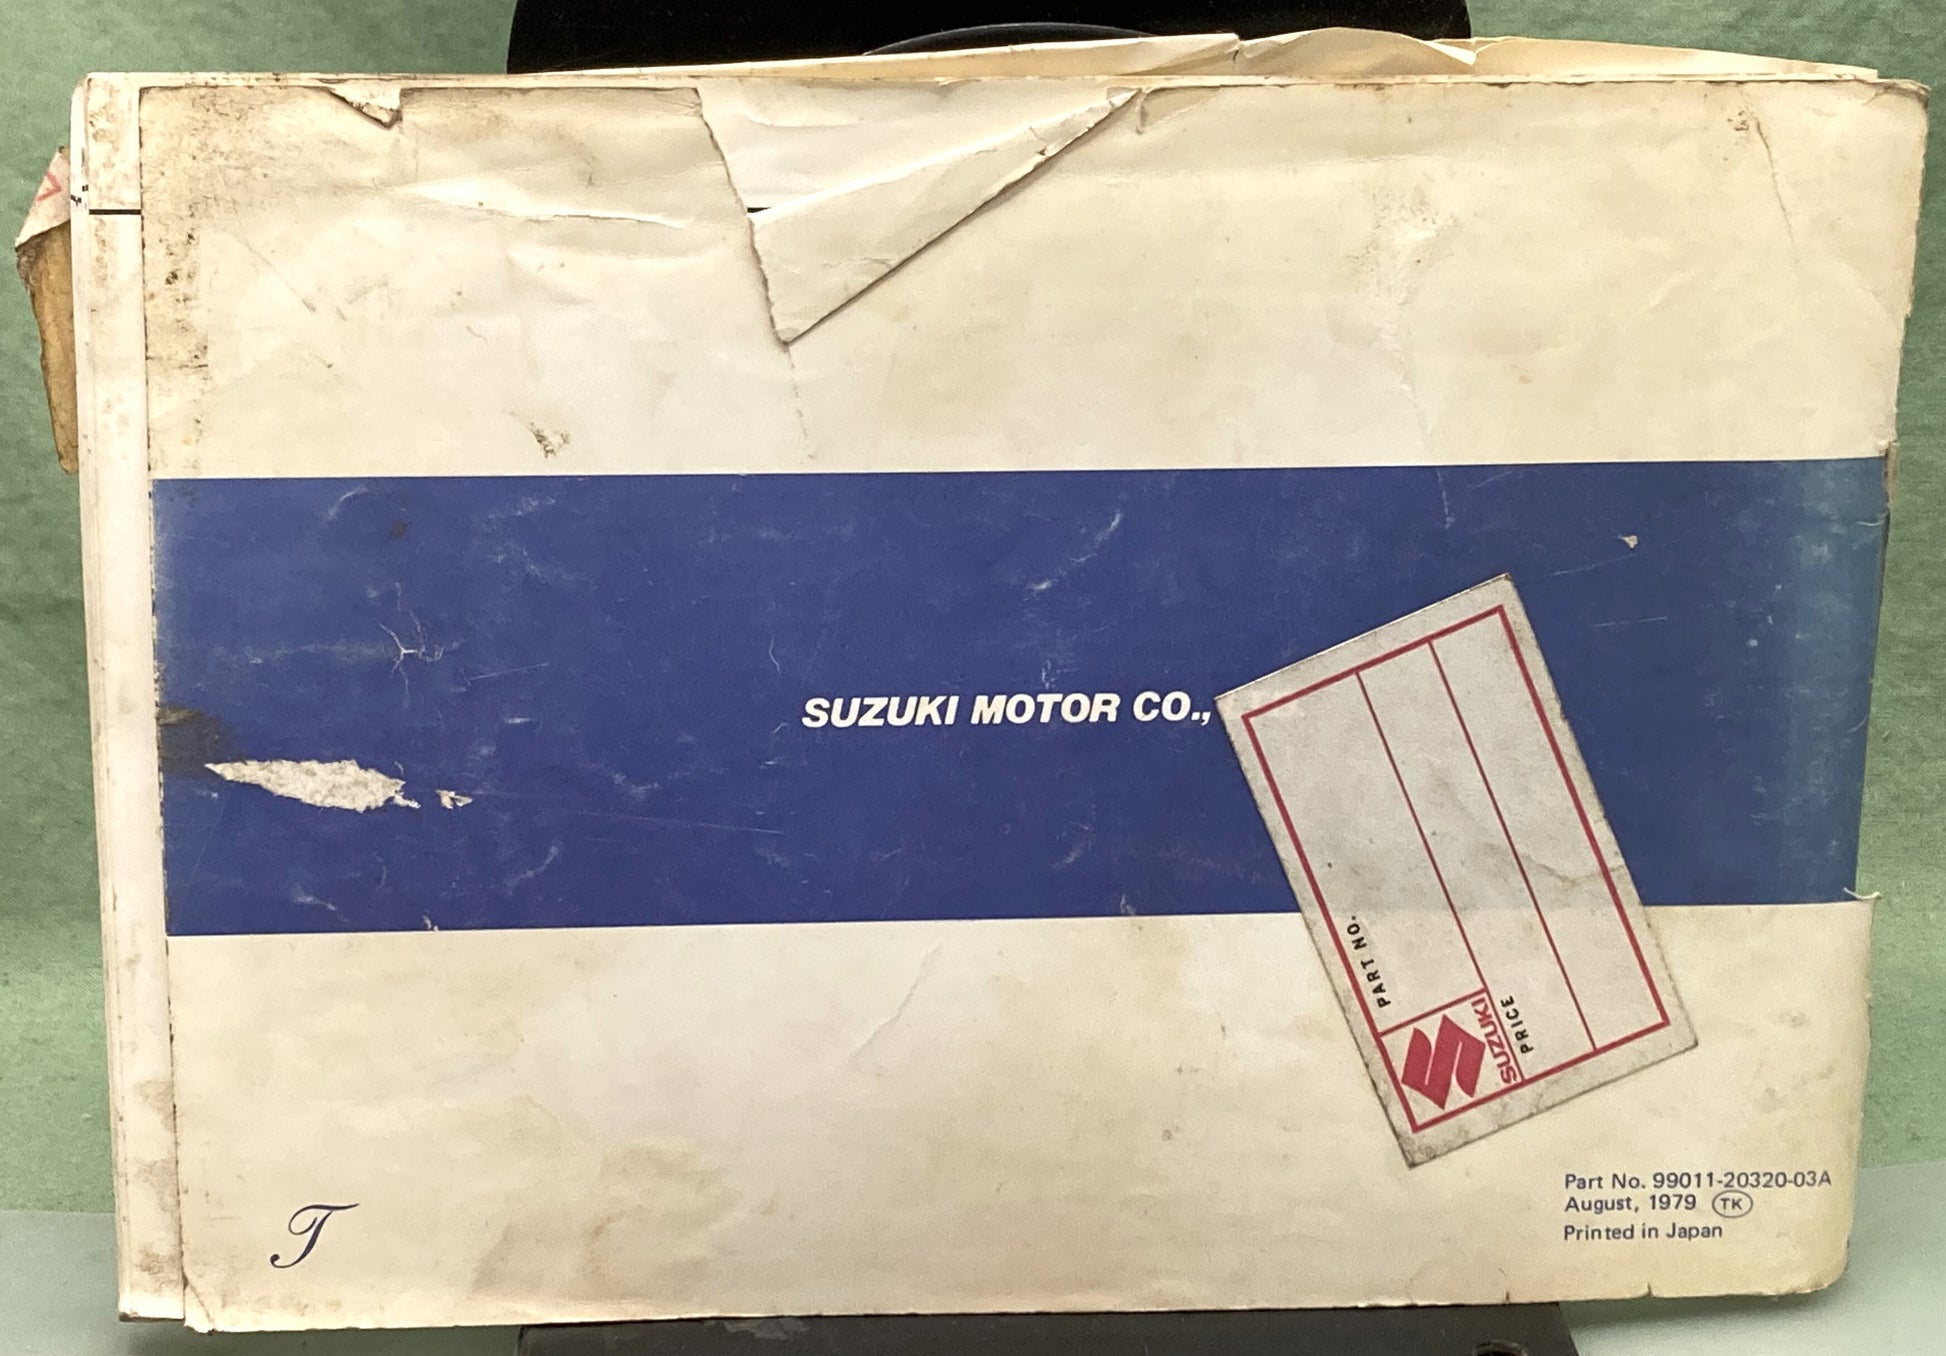 SUZUKI MOTOR CO.,
PART NO.
SUZUKI
PRICE
Part No. 99011-20320-03A
August, 1979 TK
Printed in Japan
T